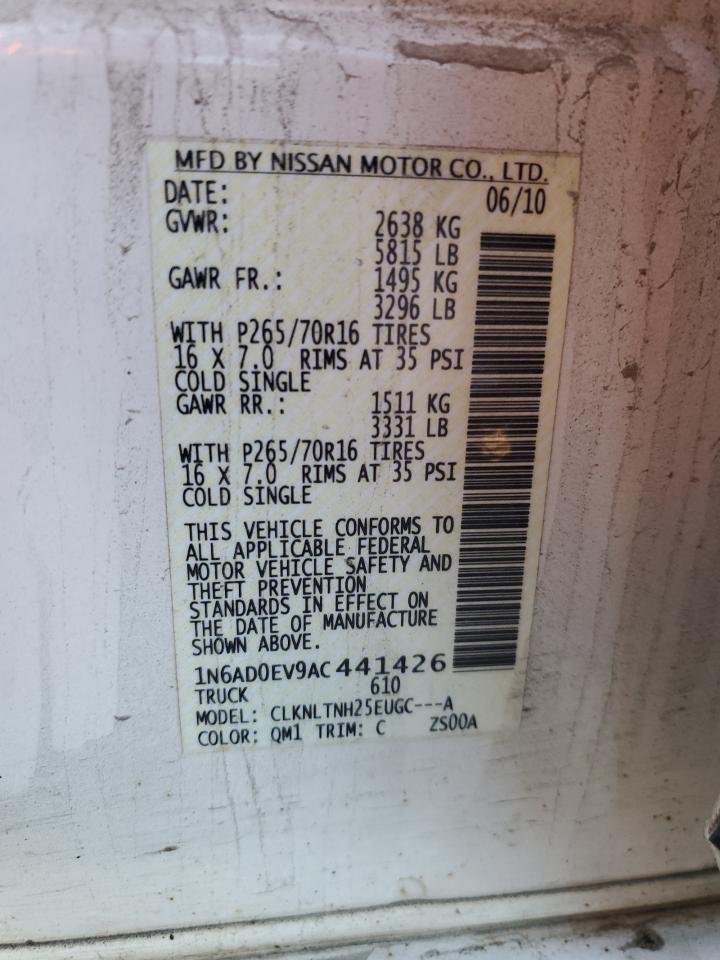 MFD BY NISSAN MOTOR CO., LTD.
DATE: 06/10
GVWR: 2638 KG
5815 LB
GAWR FR.: 1495 KG
3296 LB
WITH P265/70R16 TIRES
16 X 7.0 RIMS AT 35 PSI
COLD SINGLE
GAWR RR.: 1511 KG
3331 LB
WITH P265/70R16 TIRES
16 X 7.0 RIMS AT 35 PSI
COLD SINGLE
THIS VEHICLE CONFORMS TO
ALL APPLICABLE FEDERAL
MOTOR VEHICLE SAFETY AND
THEFT PREVENTION
STANDARDS IN EFFECT ON
THE DATE OF MANUFACTURE
SHOWN ABOVE.
1N6AD0EV9AC441426
TRUCK 610
MODEL: CLKNLTNH25EUGC---A
COLOR: QM1 TRIM: C ZS00A